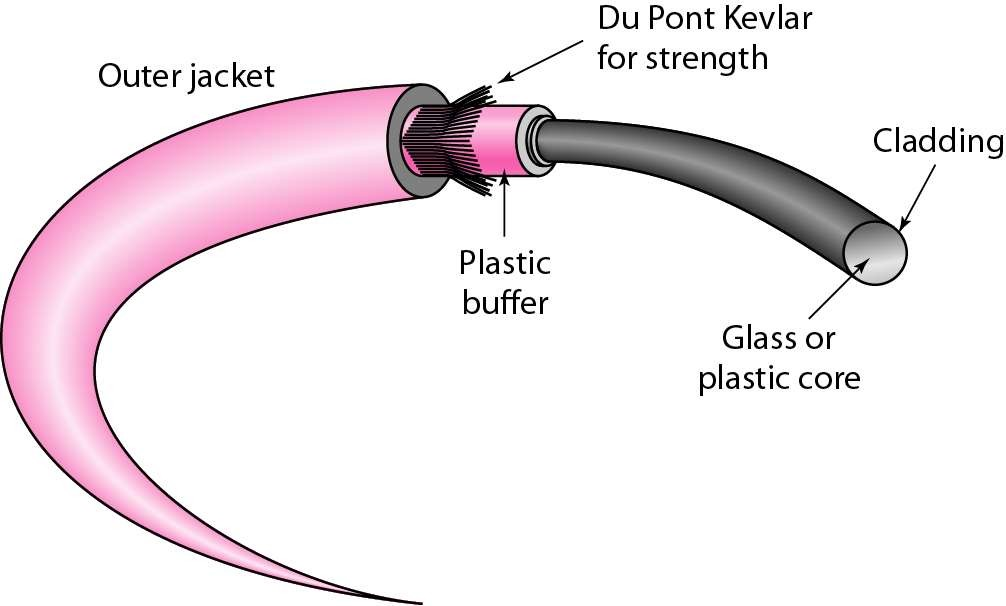 Du Pont Kevlar
for strength
Outer jacket
Cladding
Plastic
buffer
Glass or
plastic core